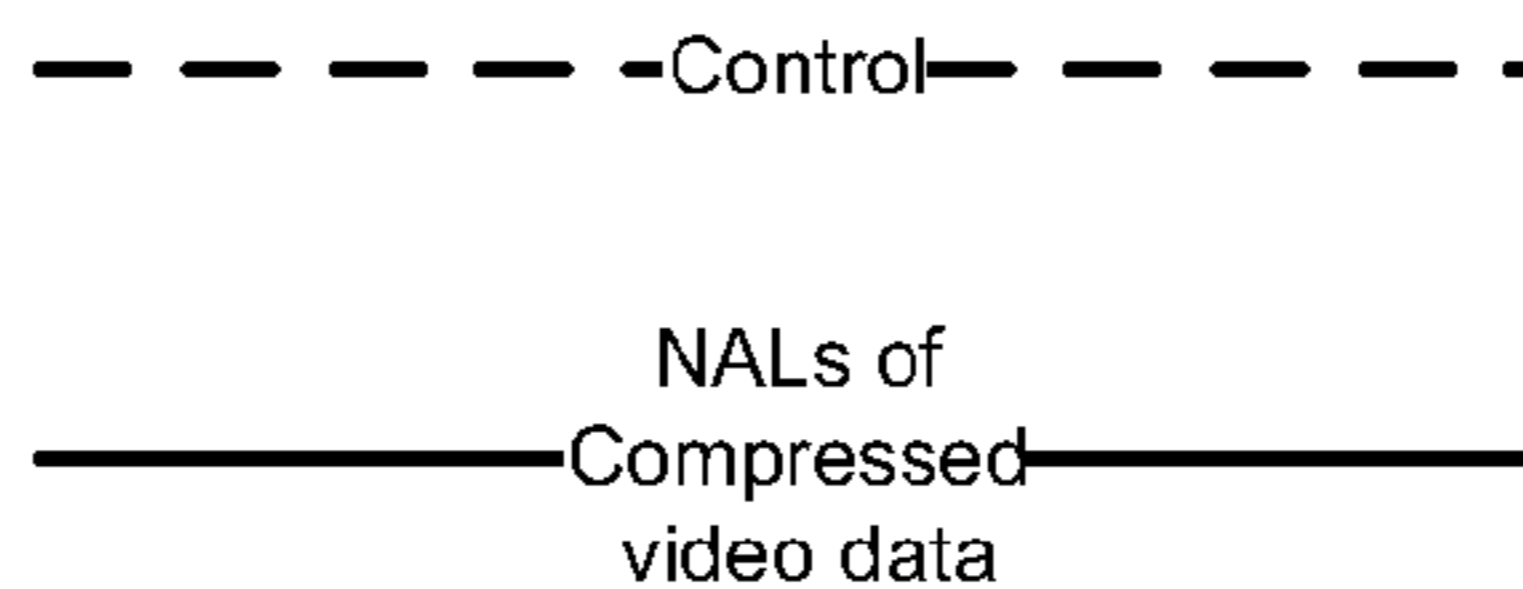 Control
NALs of
Compressed
video data